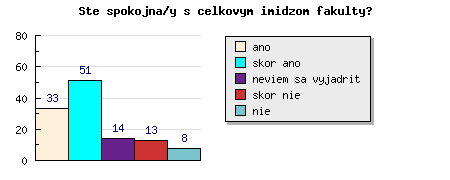 Ste spokojna/y s celkovym imidzom fakulty?
80
60
40
20
0
33
51
14
13
8
ano
skor ano
neviem sa vyjadrit
skor nie
nie